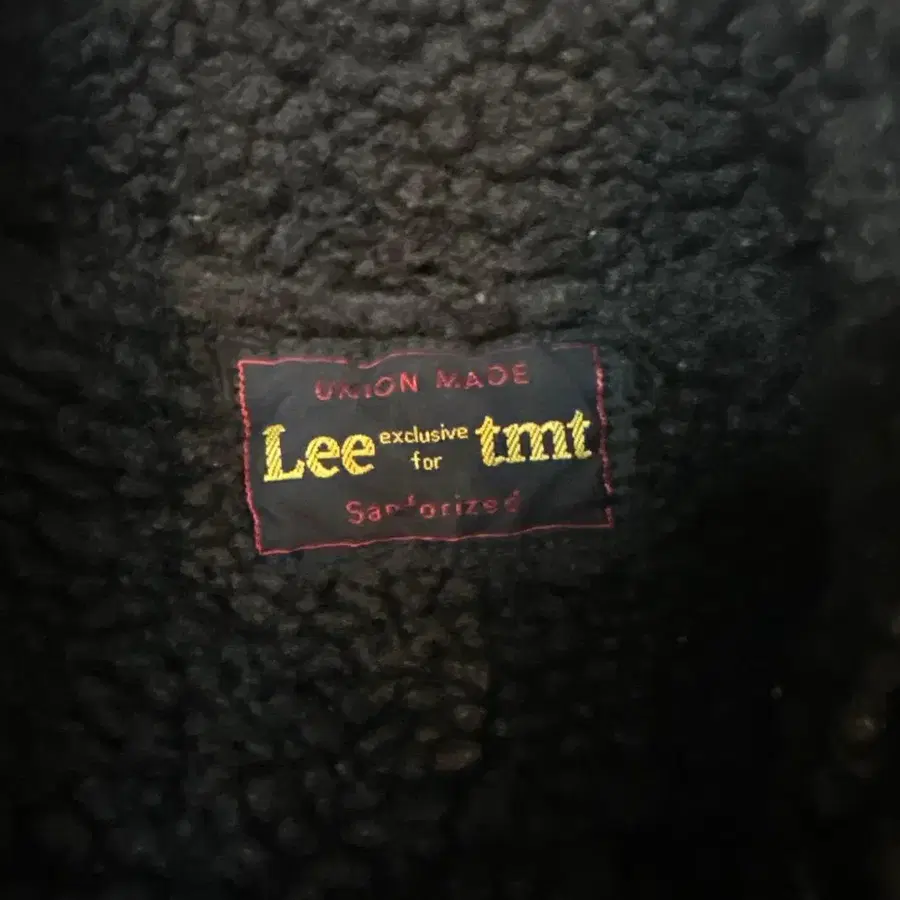 UNION MADE
Lee exclusive for tmt
Sanforized